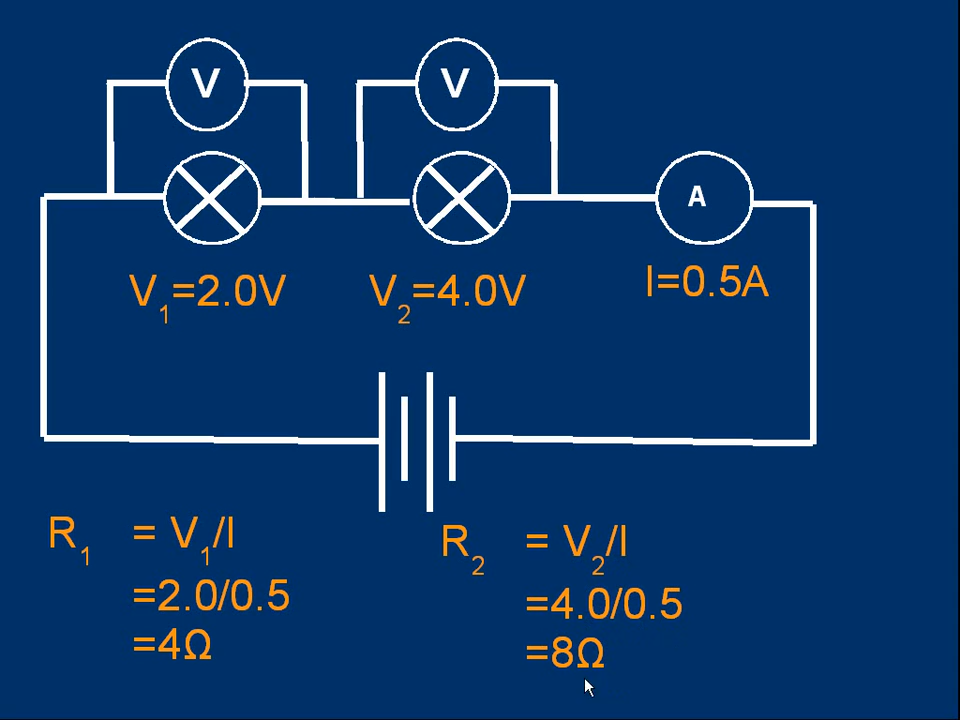 V V
A
V₁=2.0V V₂=4.0V I=0.5A
R₁ = V₁/I
=2.0/0.5
=4Ω
R₂ = V₂/I
=4.0/0.5
=8Ω